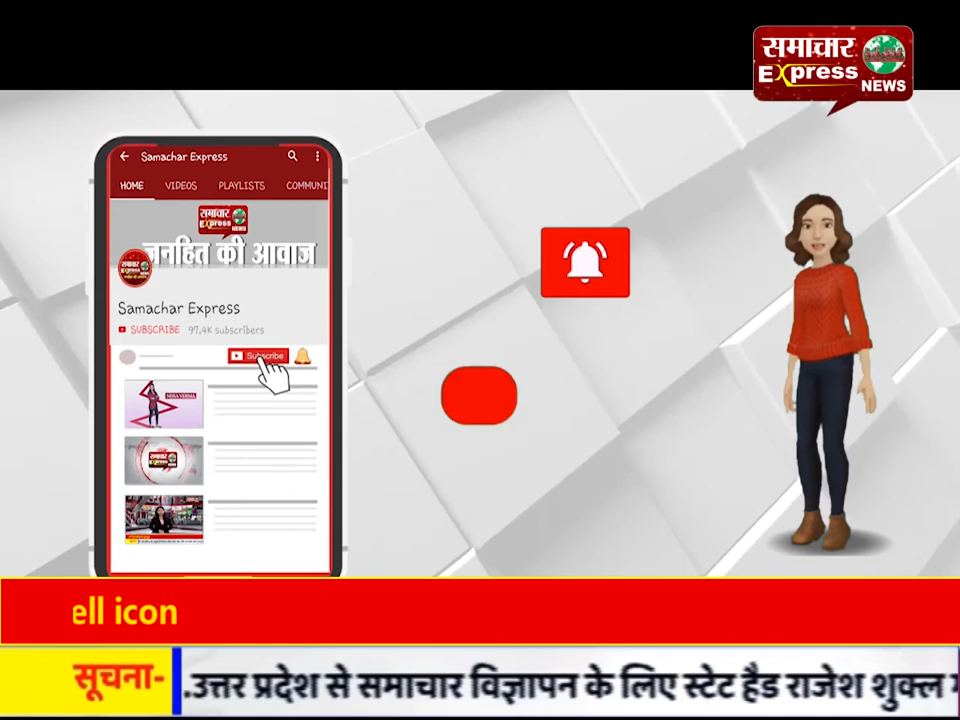 समाचार
Express
NEWS
Samachar Express
HOME VIDEOS PLAYLISTS COMMUNI
समाचार
Express
NEWS
जनहित की आवाज
Samachar Express
SUBSCRIBE 97.4K subscribers
Subscribe
ell icon
सूचना-
.उत्तर प्रदेश से समाचार विज्ञापन के लिए स्टेट हैड राजेश शुक्ल